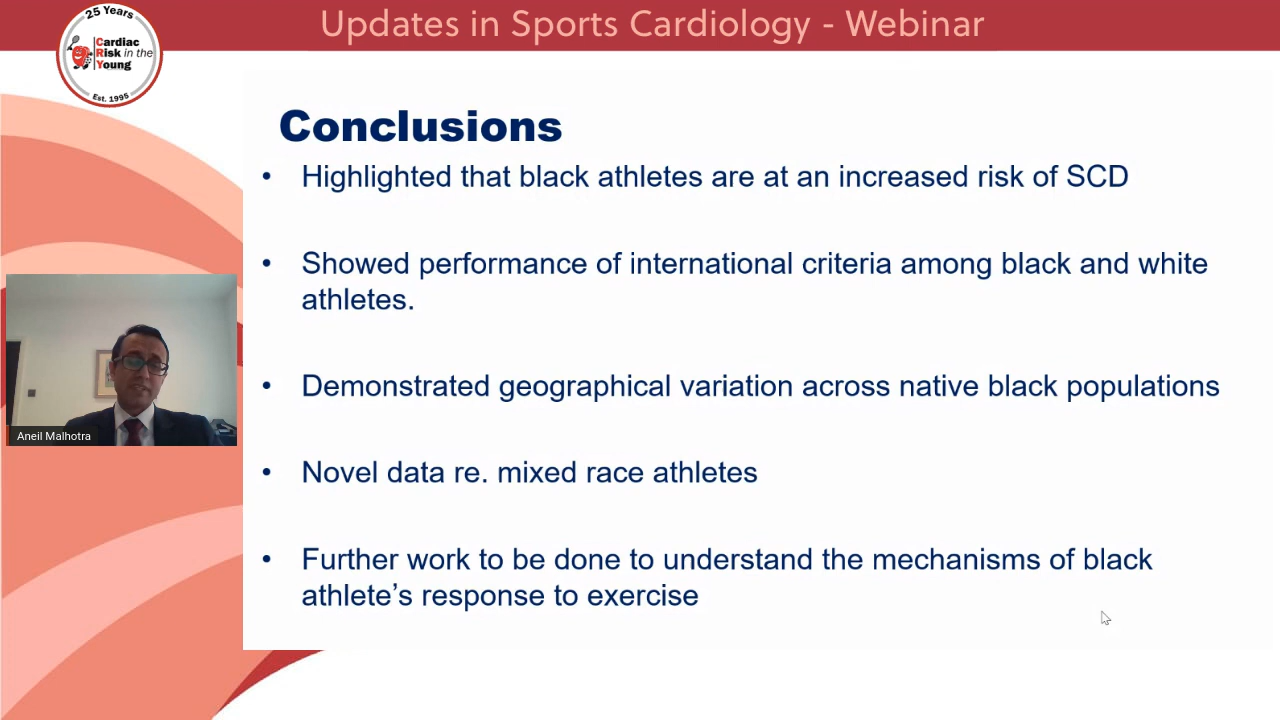 Updates in Sports Cardiology - Webinar
25 Years
Cardiac
Risk in the
Young
Est. 1995
Conclusions
• Highlighted that black athletes are at an increased risk of SCD
• Showed performance of international criteria among black and white
athletes.
• Demonstrated geographical variation across native black populations
• Novel data re. mixed race athletes
• Further work to be done to understand the mechanisms of black
athlete’s response to exercise
Aneil Malhotra